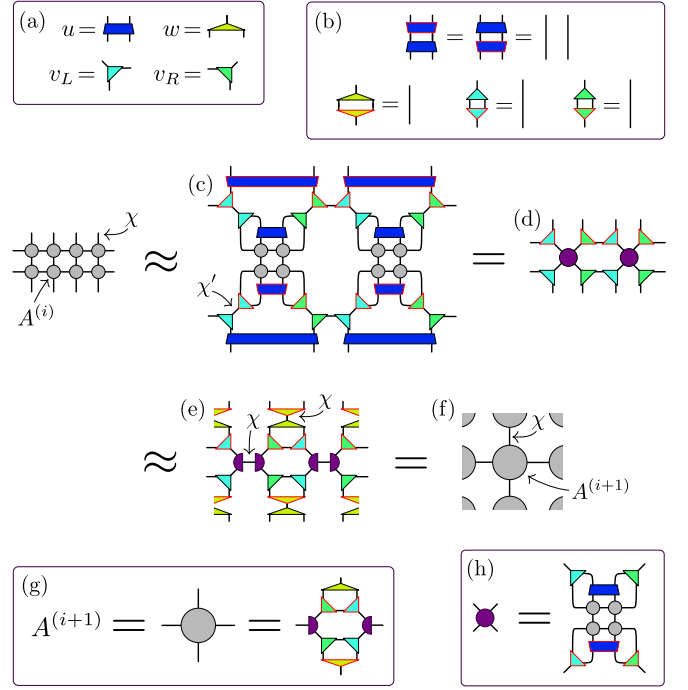 (a)
u =
w =
v_L =
v_R =
(b)
= = | |
= |
= |
= |
(c)
χ
A^{(i)}
≈
χ′
=
(d)
≈
(e)
χ
χ
=
(f)
χ
A^{(i+1)}
(g)
A^{(i+1)} = =
(h)
=